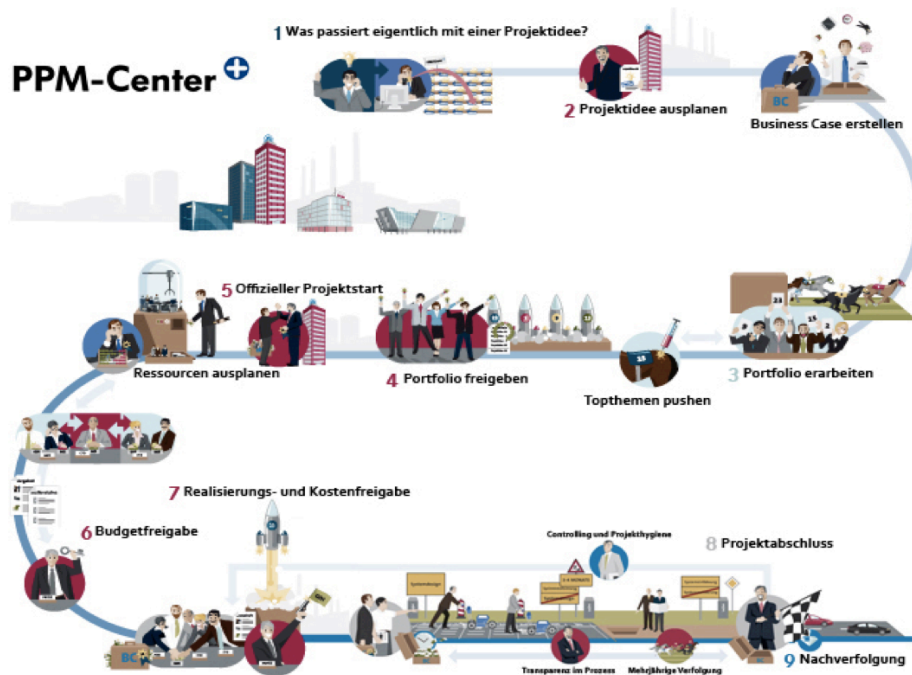 1 Was passiert eigentlich mit einer Projektidee?
PPM-Center
2 Projektidee ausplanen
BC
Business Case erstellen
5 Offizieller Projektstart
Ressourcen ausplanen
4 Portfolio freigeben
Topthemen pushen
3 Portfolio erarbeiten
7 Realisierungs- und Kostenfreigabe
6 Budgetfreigabe
Controlling und Projekthygiene
8 Projektabschluss
BC
Transparenz im Prozess
Mehrjährige Verfolgung
9 Nachverfolgung